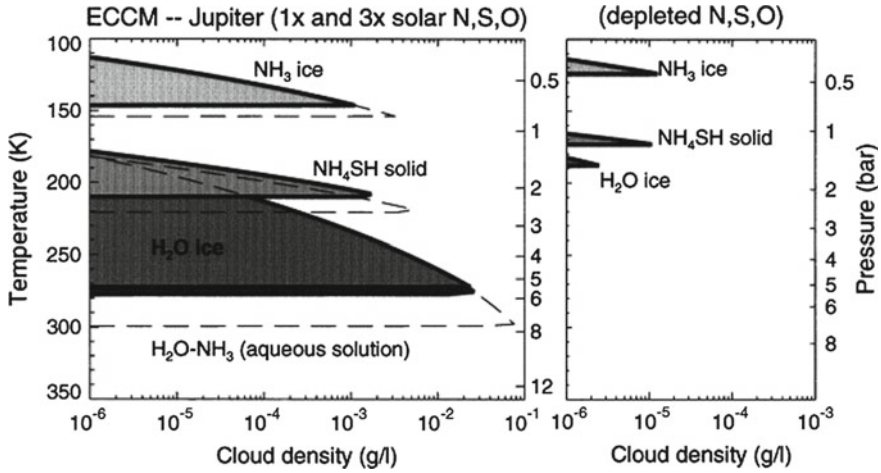 ECCM -- Jupiter (1x and 3x solar N,S,O)
(depleted N,S,O)
Temperature (K)
100
150
200
250
300
350
NH₃ ice
NH₄SH solid
H₂O ice
H₂O-NH₃ (aqueous solution)
0.5
1
2
3
4
5
6
8
12
10⁻⁶ 10⁻⁵ 10⁻⁴ 10⁻³ 10⁻² 10⁻¹
Cloud density (g/l)
NH₃ ice
NH₄SH solid
H₂O ice
0.5
1
2
3
4
5
6
8
Pressure (bar)
10⁻⁶ 10⁻⁵ 10⁻⁴ 10⁻³ 10⁻²
Cloud density (g/l)